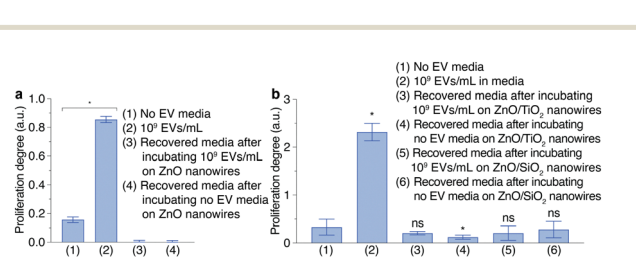 a
Proliferation degree (a.u.)
1.0
0.8
0.6
0.4
0.2
0.0
*
(1) No EV media
(2) 10⁹ EVs/mL
(3) Recovered media after
incubating 10⁹ EVs/mL
on ZnO nanowires
(4) Recovered media after
incubating no EV media
on ZnO nanowires
(1) (2) (3) (4)
b
Proliferation degree (a.u.)
3
2
1
0
(1) No EV media
(2) 10⁹ EVs/mL in media
(3) Recovered media after incubating
10⁹ EVs/mL on ZnO/TiO₂ nanowires
(4) Recovered media after incubating
no EV media on ZnO/TiO₂ nanowires
(5) Recovered media after incubating
10⁹ EVs/mL on ZnO/SiO₂ nanowires
(6) Recovered media after incubating
no EV media on ZnO/SiO₂ nanowires
* ns * ns ns
(1) (2) (3) (4) (5) (6)